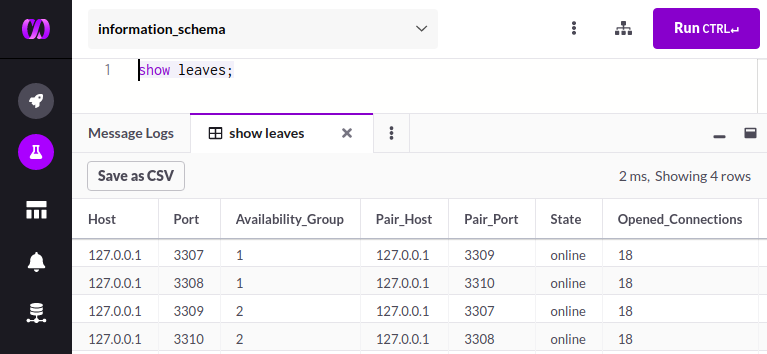 information_schema
Run CTRL↵
1 show leaves;
Message Logs show leaves
Save as CSV 2 ms, Showing 4 rows
Host Port Availability_Group Pair_Host Pair_Port State Opened_Connections
127.0.0.1 3307 1 127.0.0.1 3309 online 18
127.0.0.1 3308 1 127.0.0.1 3310 online 18
127.0.0.1 3309 2 127.0.0.1 3307 online 18
127.0.0.1 3310 2 127.0.0.1 3308 online 18